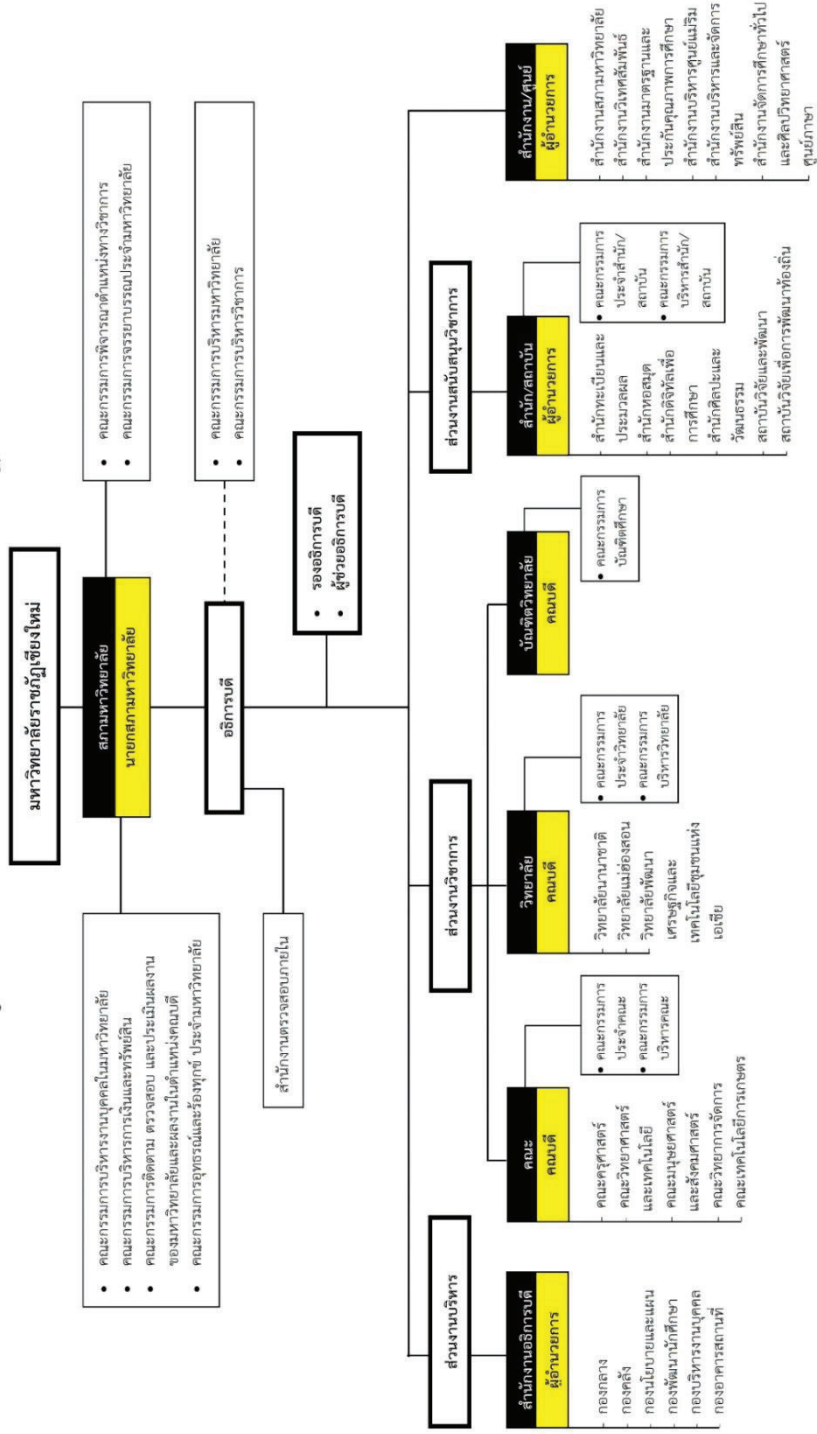 มหาวิทยาลัยราชภัฏเชียงใหม่
สภามหาวิทยาลัย
นายกสภามหาวิทยาลัย
• คณะกรรมการบริหารงานบุคคลในมหาวิทยาลัย
• คณะกรรมการบริหารการเงินและทรัพย์สิน
• คณะกรรมการติดตาม ตรวจสอบ และประเมินผลงาน
ของมหาวิทยาลัยและผลงานในตำแหน่งคณบดี
• คณะกรรมการอุทธรณ์และร้องทุกข์ ประจำมหาวิทยาลัย
• คณะกรรมการพิจารณาตำแหน่งทางวิชาการ
• คณะกรรมการจรรยาบรรณประจำมหาวิทยาลัย
อธิการบดี
สำนักงานตรวจสอบภายใน
• คณะกรรมการบริหารมหาวิทยาลัย
• คณะกรรมการบริหารวิชาการ
• รองอธิการบดี
• ผู้ช่วยอธิการบดี
ส่วนงานบริหาร
สำนักงานอธิการบดี
ผู้อำนวยการ
กองกลาง
กองคลัง
กองนโยบายและแผน
กองพัฒนานักศึกษา
กองบริหารงานบุคคล
กองอาคารสถานที่
ส่วนงานวิชาการ
คณะ
คณบดี
• คณะกรรมการ
ประจำคณะ
• คณะกรรมการ
บริหารคณะ
คณะครุศาสตร์
คณะวิทยาศาสตร์
และเทคโนโลยี
คณะมนุษยศาสตร์
และสังคมศาสตร์
คณะวิทยาการจัดการ
คณะเทคโนโลยีการเกษตร
วิทยาลัย
คณบดี
• คณะกรรมการ
ประจำวิทยาลัย
• คณะกรรมการ
บริหารวิทยาลัย
วิทยาลัยนานาชาติ
วิทยาลัยแม่ฮ่องสอน
วิทยาลัยพัฒนา
เศรษฐกิจและ
เทคโนโลยีชุมชนแห่ง
เอเชีย
บัณฑิตวิทยาลัย
คณบดี
• คณะกรรมการ
บัณฑิตศึกษา
ส่วนงานสนับสนุนวิชาการ
สำนัก/สถาบัน
ผู้อำนวยการ
• คณะกรรมการ
ประจำสำนัก/
สถาบัน
• คณะกรรมการ
บริหารสำนัก/
สถาบัน
สำนักทะเบียนและ
ประมวลผล
สำนักหอสมุด
สำนักดิจิทัลเพื่อ
การศึกษา
สำนักศิลปะและ
วัฒนธรรม
สถาบันวิจัยและพัฒนา
สถาบันวิจัยเพื่อการพัฒนาท้องถิ่น
สำนักงาน/ศูนย์
ผู้อำนวยการ
สำนักงานสภามหาวิทยาลัย
สำนักงานวิเทศสัมพันธ์
สำนักงานมาตรฐานและ
ประกันคุณภาพการศึกษา
สำนักงานบริหารศูนย์แม่ริม
สำนักงานบริหารและจัดการ
ทรัพย์สิน
สำนักงานจัดการศึกษาทั่วไป
และศิลปวิทยาศาสตร์
ศูนย์ภาษา